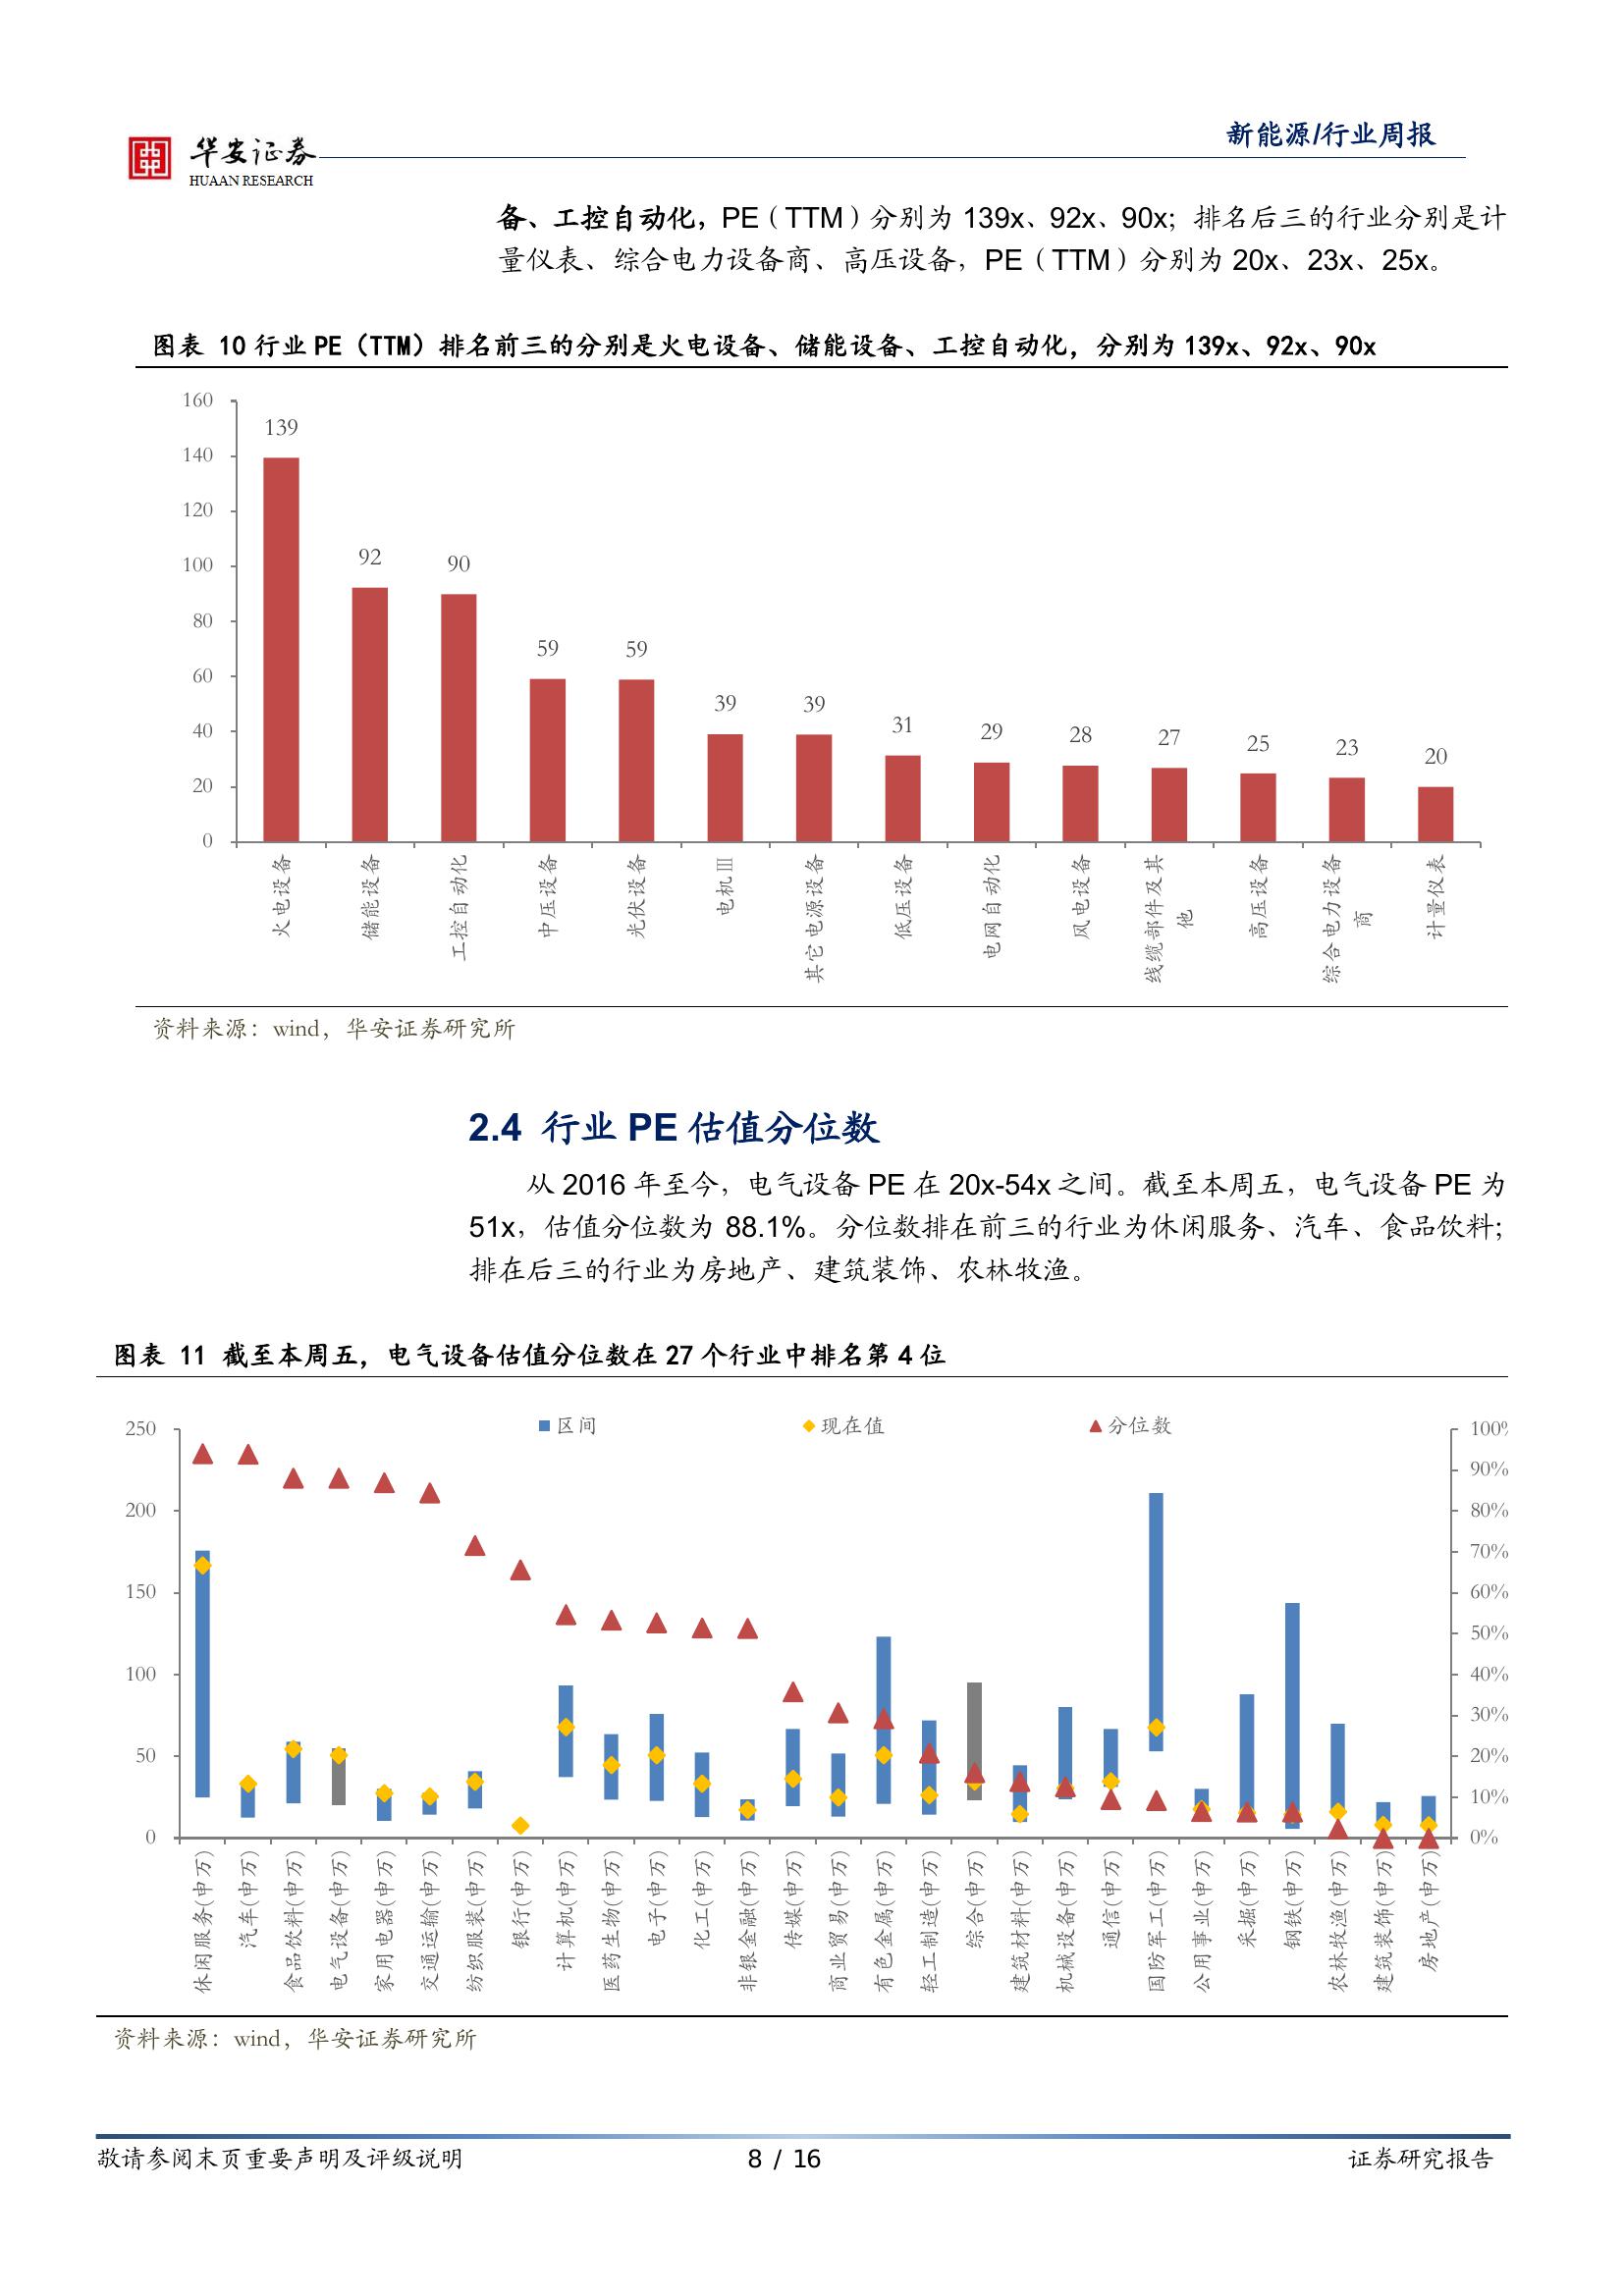 华安证券
HUAAN RESEARCH
新能源/行业周报
备、工控自动化，PE（TTM）分别为 139x、92x、90x；排名后三的行业分别是计
量仪表、综合电力设备商、高压设备，PE（TTM）分别为 20x、23x、25x。
图表 10 行业 PE（TTM）排名前三的分别是火电设备、储能设备、工控自动化，分别为 139x、92x、90x
160
140
120
100
80
60
40
20
0
139
92
90
59
59
39
39
31
29
28
27
25
23
20
火电设备
储能设备
工控自动化
中压设备
光伏设备
电机Ⅲ
其它电源设备
低压设备
电网自动化
风电设备
线缆部件及其
他
高压设备
综合电力设备
商
计量仪表
资料来源：wind，华安证券研究所
2.4 行业 PE 估值分位数
从 2016 年至今，电气设备 PE 在 20x-54x 之间。截至本周五，电气设备 PE 为
51x，估值分位数为 88.1%。分位数排在前三的行业为休闲服务、汽车、食品饮料；
排在后三的行业为房地产、建筑装饰、农林牧渔。
图表 11 截至本周五，电气设备估值分位数在 27 个行业中排名第 4 位
区间
现在值
分位数
250
200
150
100
50
0
100%
90%
80%
70%
60%
50%
40%
30%
20%
10%
0%
休闲服务(申万)
汽车(申万)
食品饮料(申万)
电气设备(申万)
家用电器(申万)
交通运输(申万)
纺织服装(申万)
银行(申万)
计算机(申万)
医药生物(申万)
电子(申万)
化工(申万)
非银金融(申万)
传媒(申万)
商业贸易(申万)
有色金属(申万)
轻工制造(申万)
综合(申万)
建筑材料(申万)
机械设备(申万)
通信(申万)
国防军工(申万)
公用事业(申万)
采掘(申万)
钢铁(申万)
农林牧渔(申万)
建筑装饰(申万)
房地产(申万)
资料来源：wind，华安证券研究所
敬请参阅末页重要声明及评级说明
8 / 16
证券研究报告